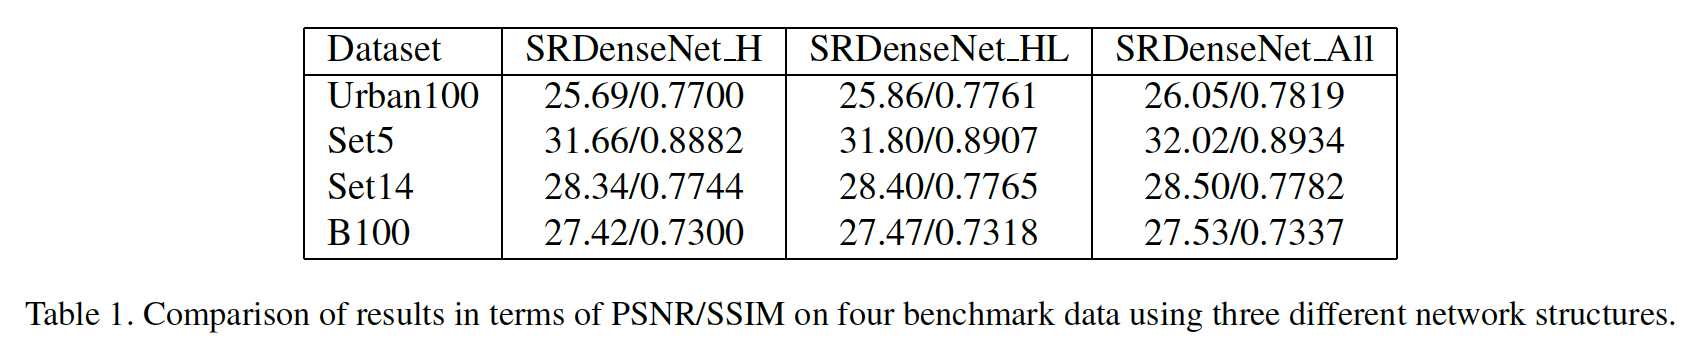 Dataset SRDenseNet_H SRDenseNet_HL SRDenseNet_All
Urban100 25.69/0.7700 25.86/0.7761 26.05/0.7819
Set5 31.66/0.8882 31.80/0.8907 32.02/0.8934
Set14 28.34/0.7744 28.40/0.7765 28.50/0.7782
B100 27.42/0.7300 27.47/0.7318 27.53/0.7337
Table 1. Comparison of results in terms of PSNR/SSIM on four benchmark data using three different network structures.